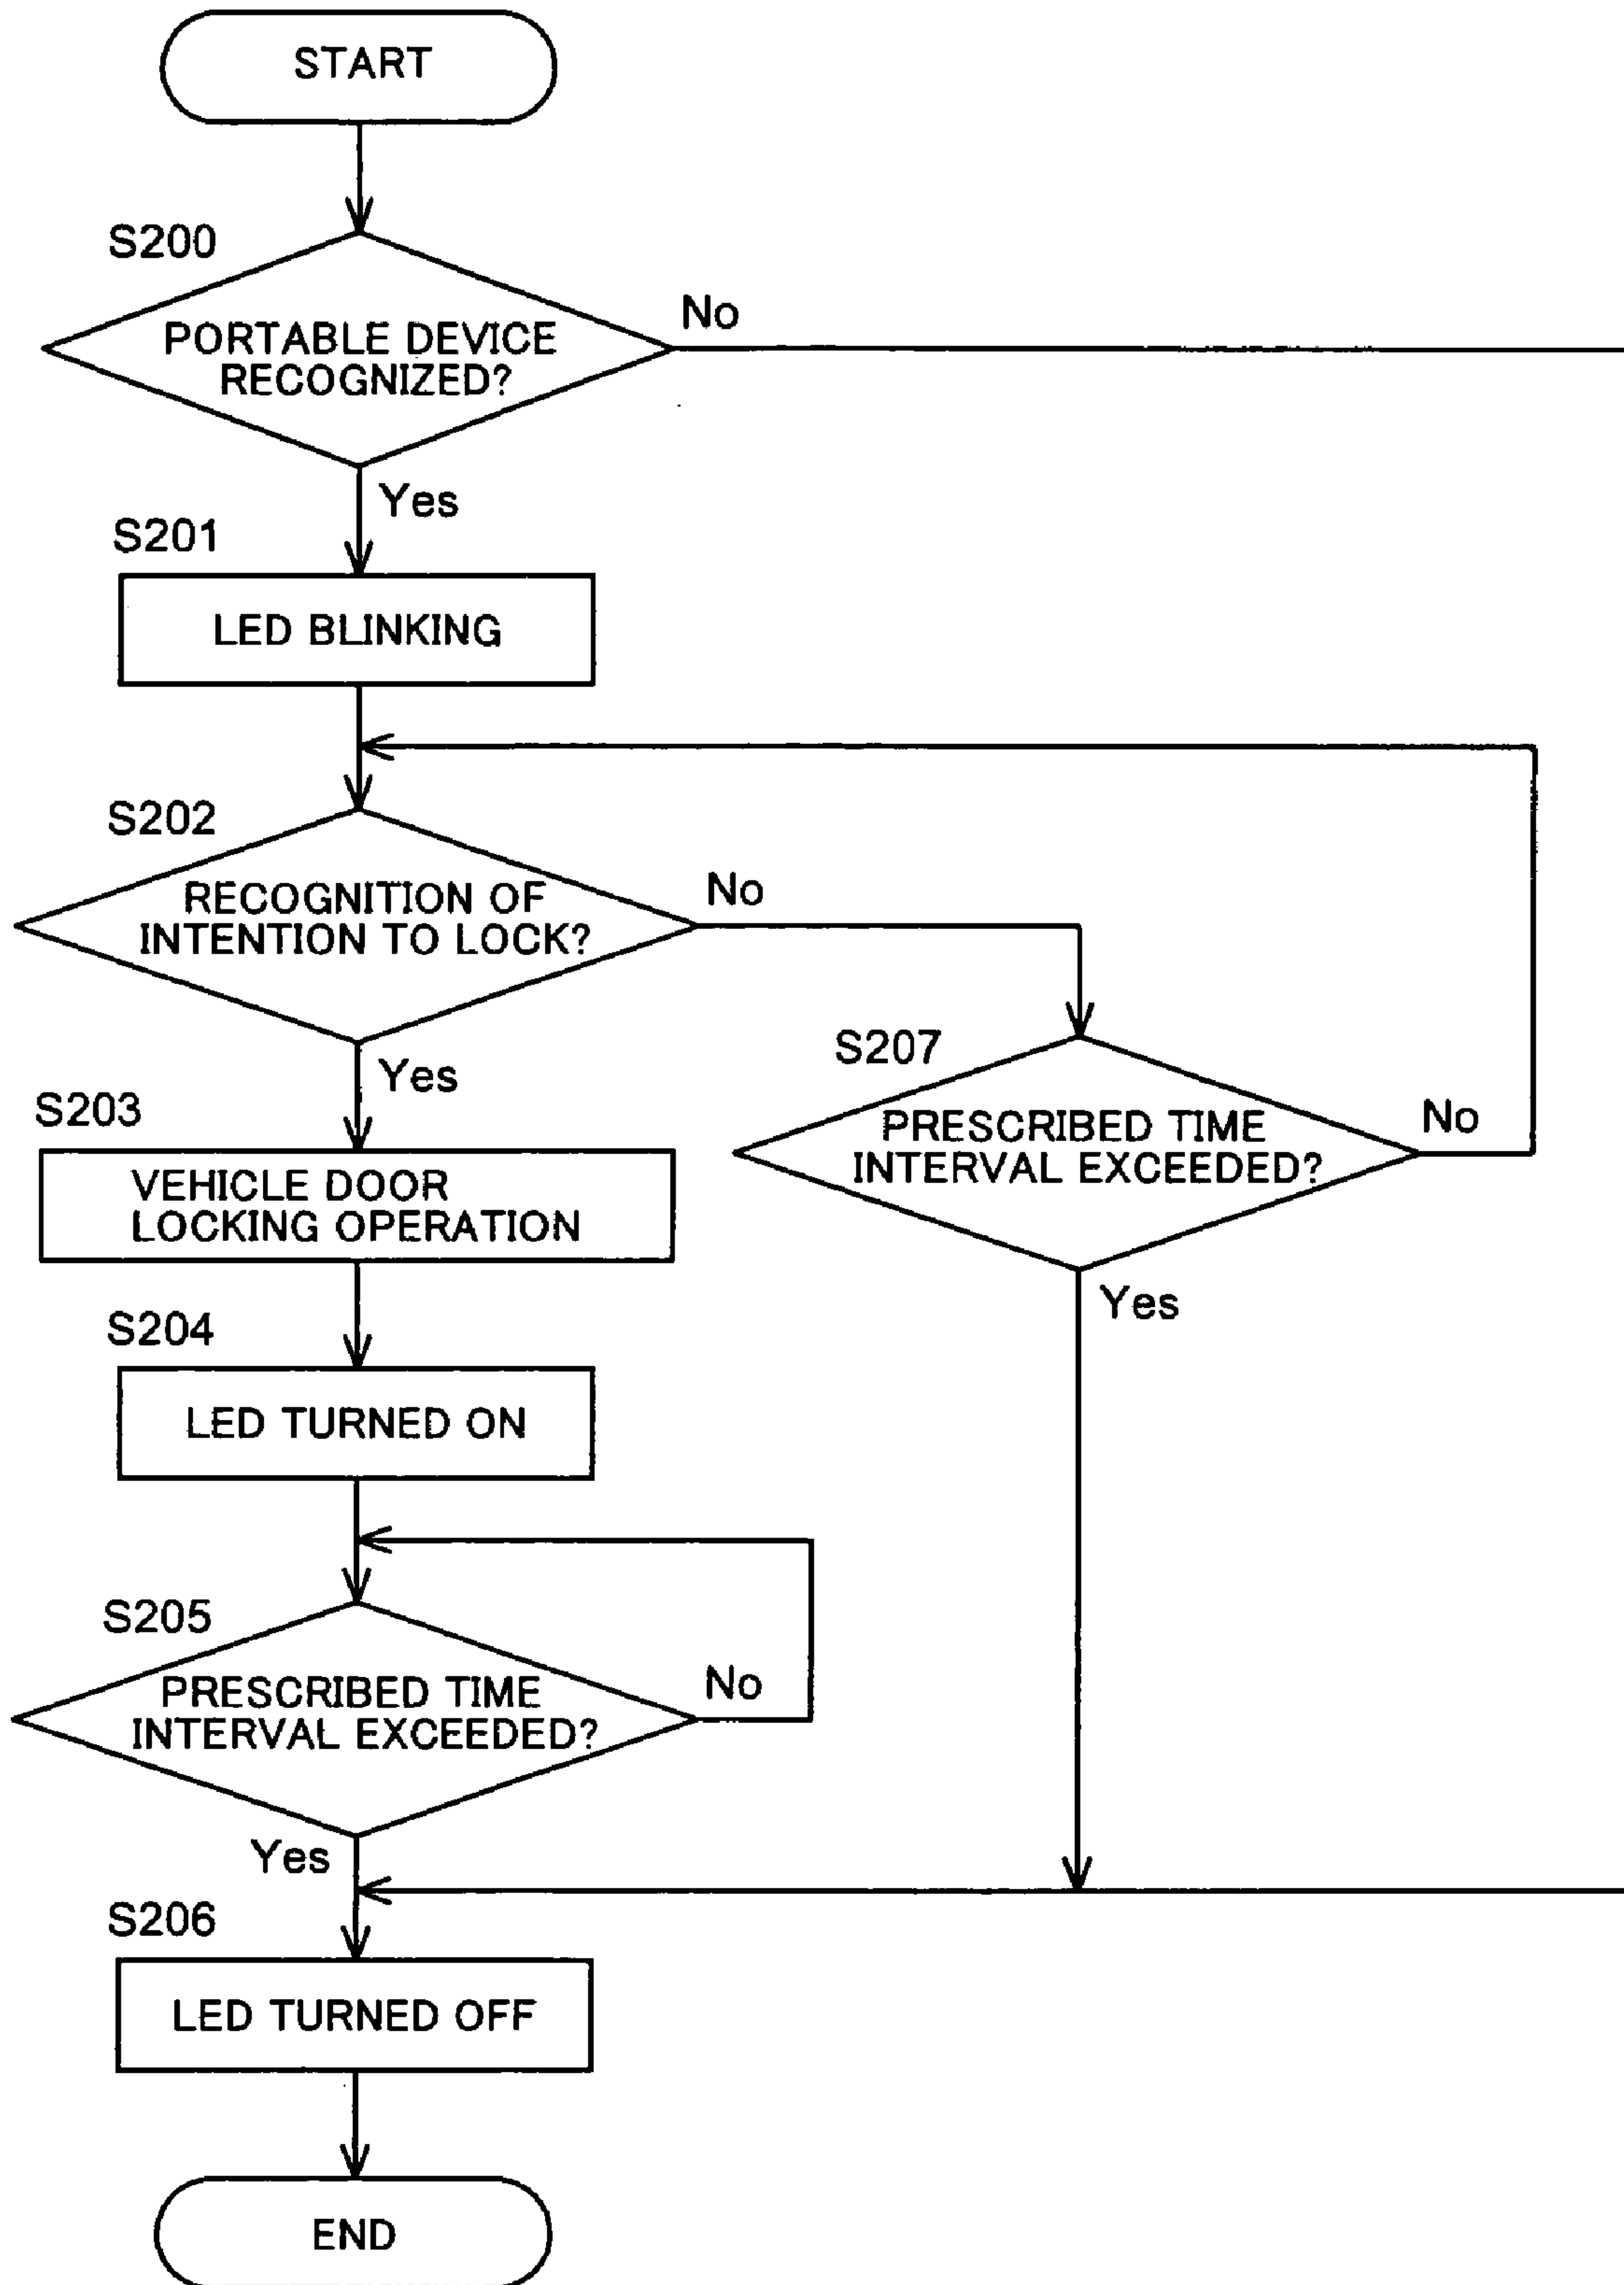 START
S200
No
PORTABLE DEVICE
RECOGNIZED?
Yes
S201
LED BLINKING
S202
RECOGNITION OF
INTENTION TO LOCK?
No
Yes
S207
PRESCRIBED TIME
INTERVAL EXCEEDED?
No
Yes
S203
VEHICLE DOOR
LOCKING OPERATION
S204
LED TURNED ON
S205
PRESCRIBED TIME
INTERVAL EXCEEDED?
No
Yes
S206
LED TURNED OFF
END